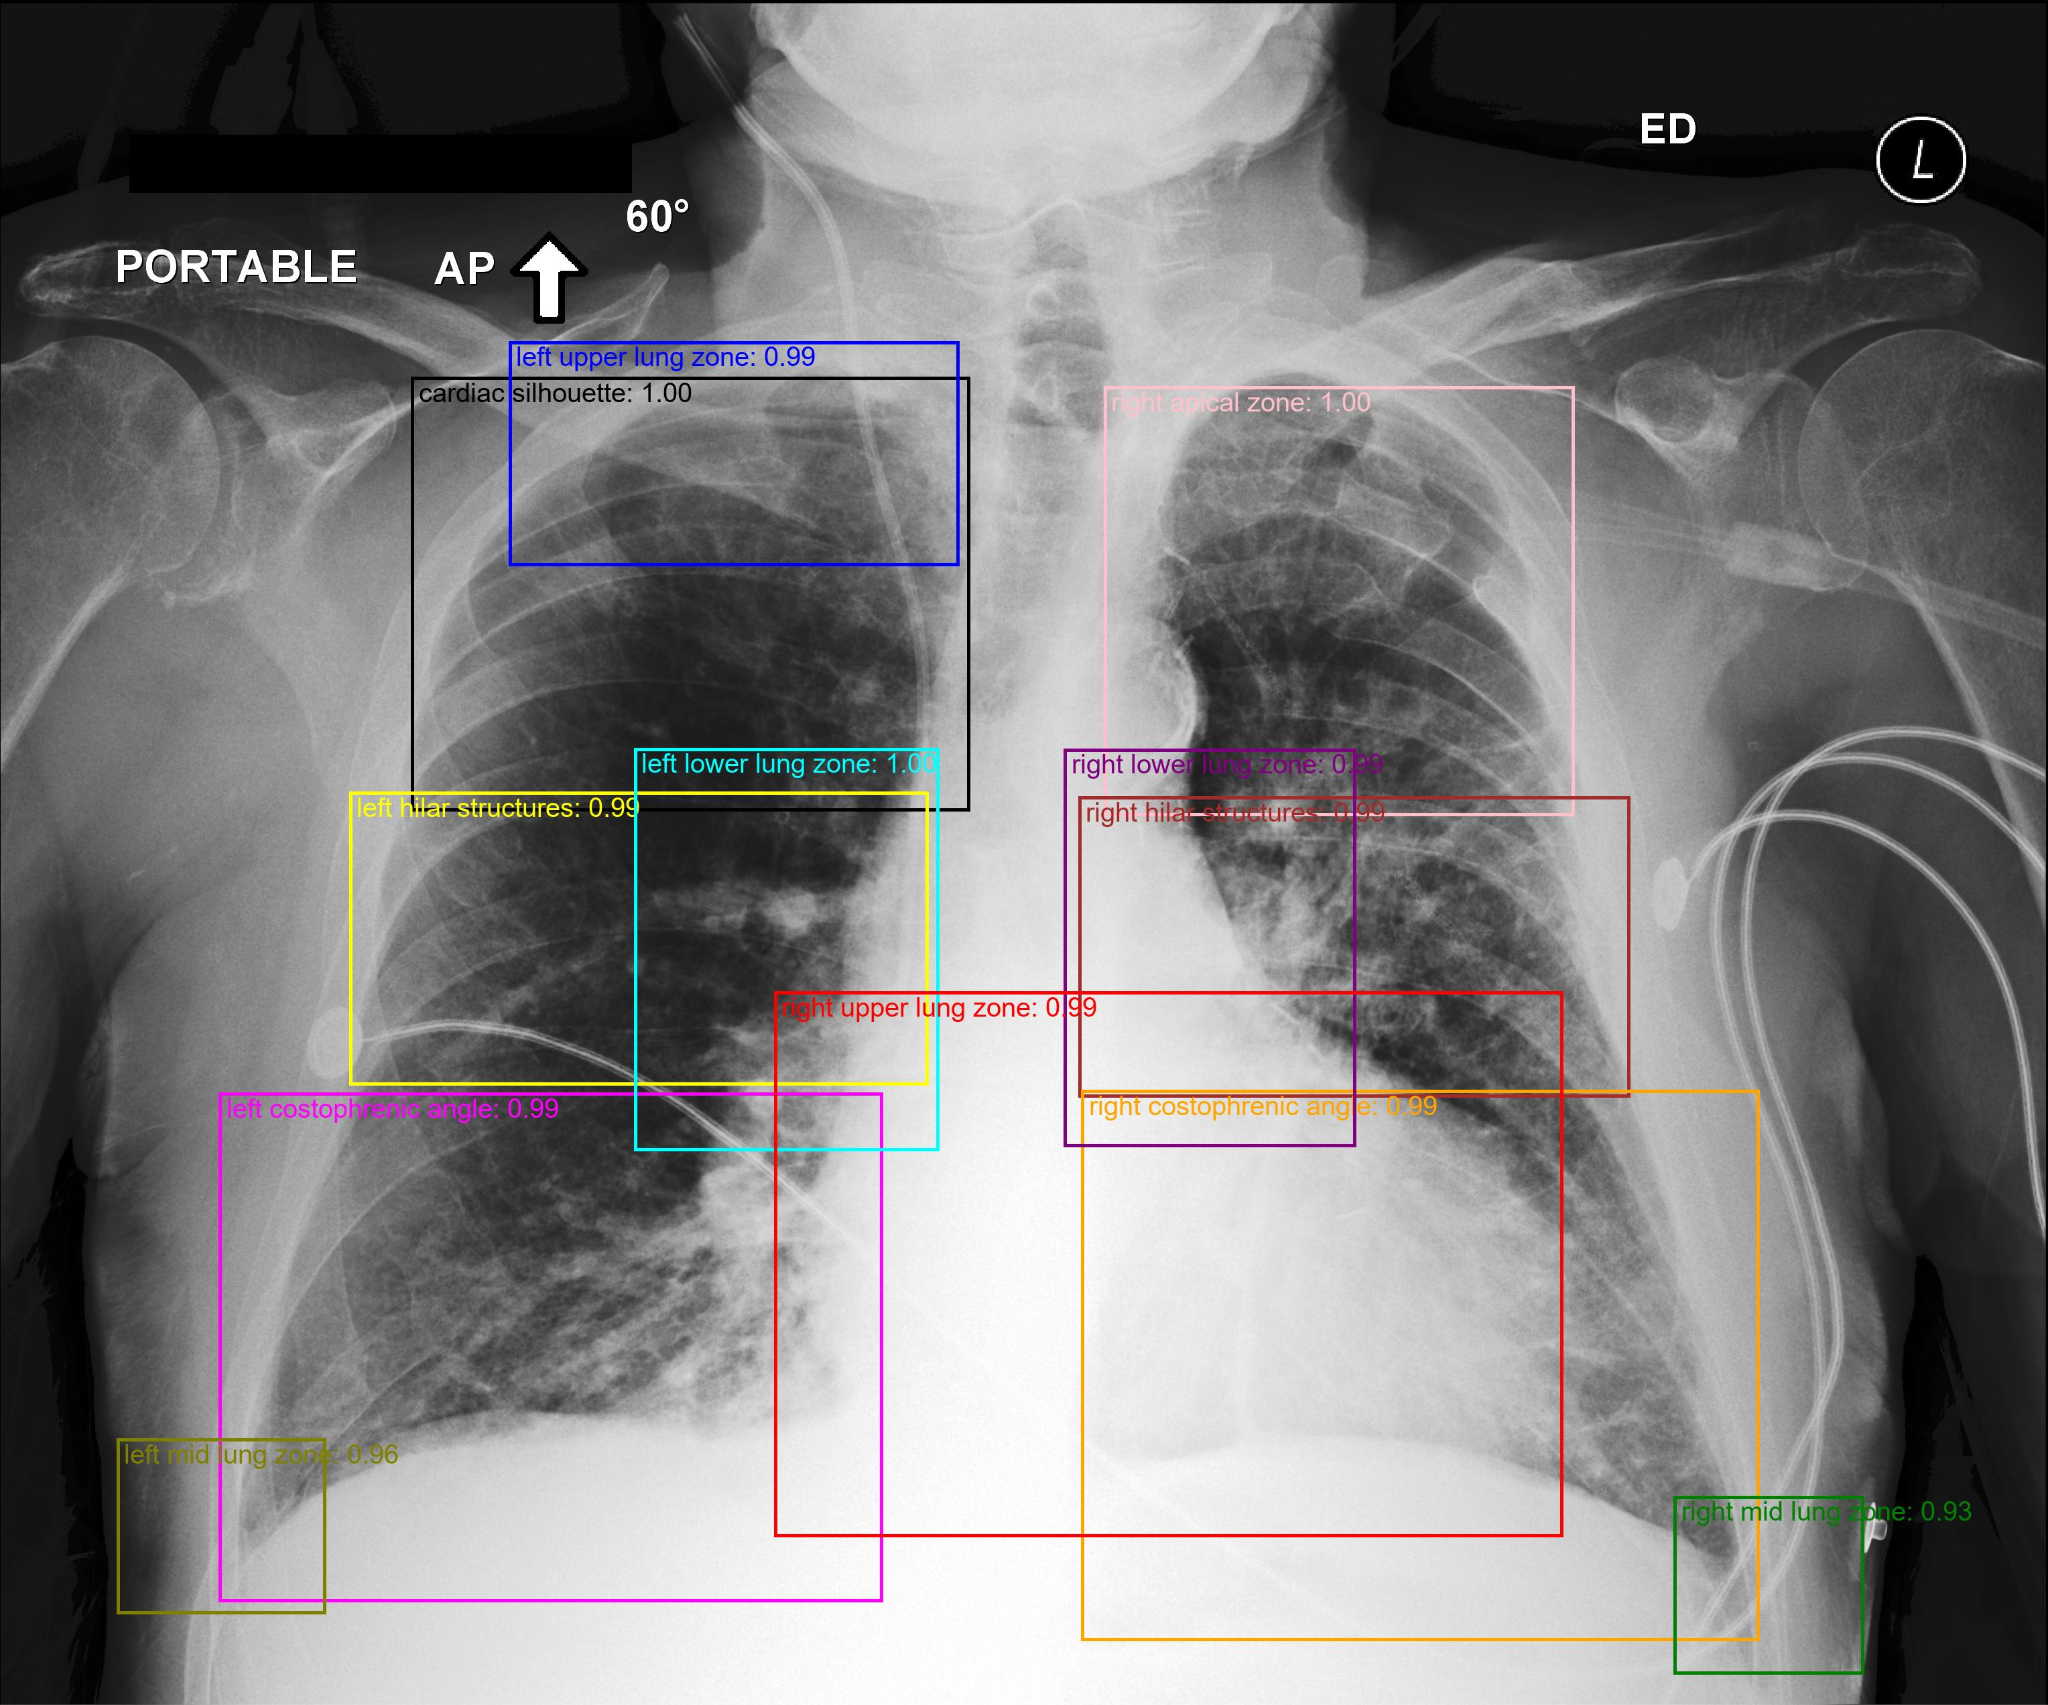 ED
L
60°
PORTABLE AP
left upper lung zone: 0.99
cardiac silhouette: 1.00
right apical zone: 1.00
left lower lung zone: 1.00
right lower lung zone: 0.99
left hilar structures: 0.99
right hilar structures: 0.99
right upper lung zone: 0.99
left costophrenic angle: 0.99
right costophrenic angle: 0.99
left mid lung zone: 0.96
right mid lung zone: 0.93